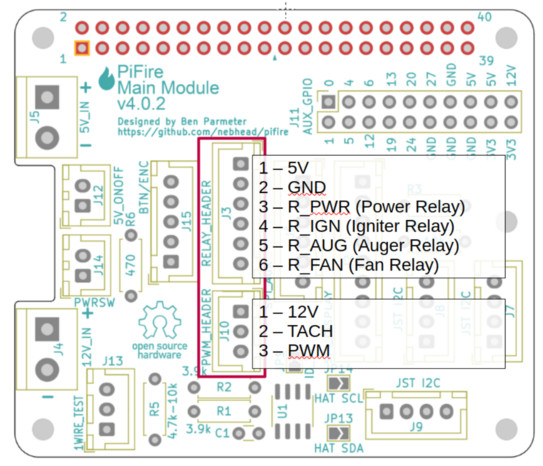 2
40
1
39
PiFire
Main Module
v4.0.2
Designed by Ben Parmeter
https://github.com/nebhead/pifire
J5
+
5V_IN
-
J11
AUX_GPIO
0
4
6
13
20
27
GND
5V
5V
12V
1
5
12
19
24
GND
GND
GND
3V3
3V3
J12
5V_ONOFF
R6
470
BTN/ENC
J15
RELAY_HEADER
J3
1 – 5V
2 – GND
3 – R_PWR (Power Relay)
4 – R_IGN (Igniter Relay)
5 – R_AUG (Auger Relay)
6 – R_FAN (Fan Relay)
R3
J14
PWRSW
+
J4
12V_IN
-
open source
hardware
PWM_HEADER
J10
1 – 12V
2 – TACH
3 – PWM
JST I2C
J8
JST I2C
J7
J13
1WIRE_TEST
R5
4.7k-10k
3.9k
R2
R1
3.9k
C1
U1
HAT SCL
JP13
HAT SDA
JST I2C
J9